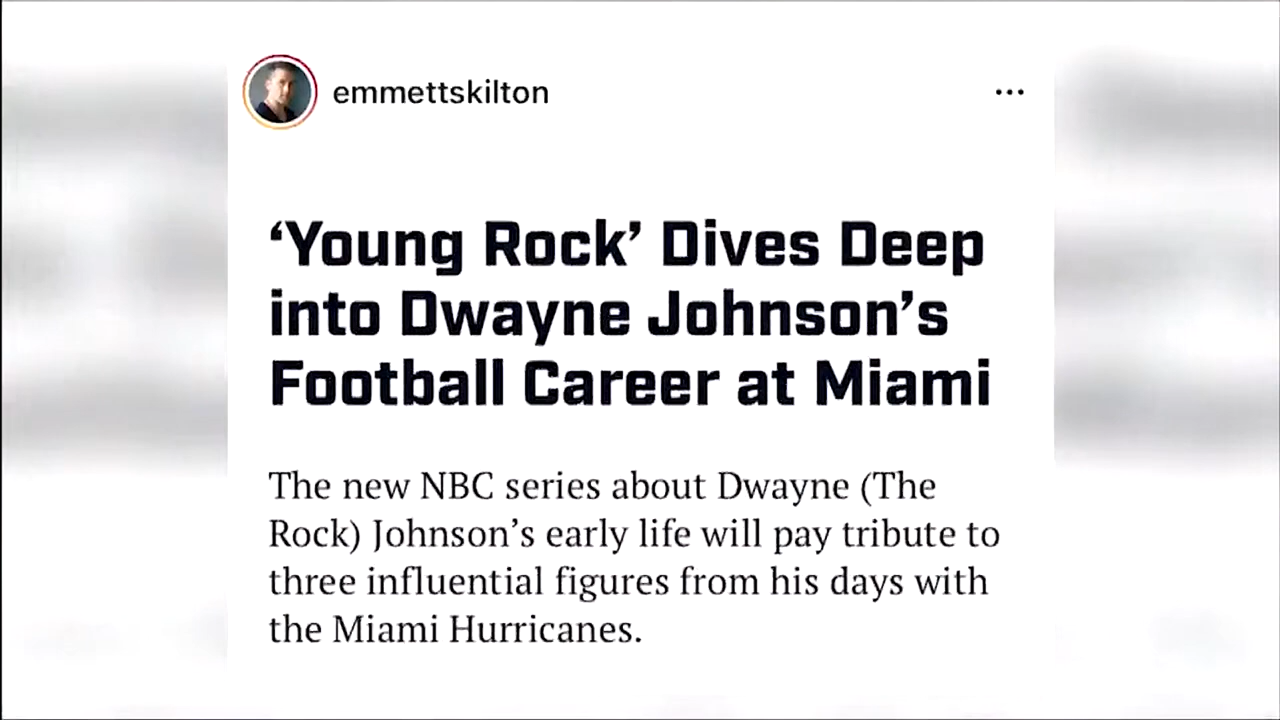 emmettskilton
‘Young Rock’ Dives Deep
into Dwayne Johnson’s
Football Career at Miami
The new NBC series about Dwayne (The
Rock) Johnson’s early life will pay tribute to
three influential figures from his days with
the Miami Hurricanes.